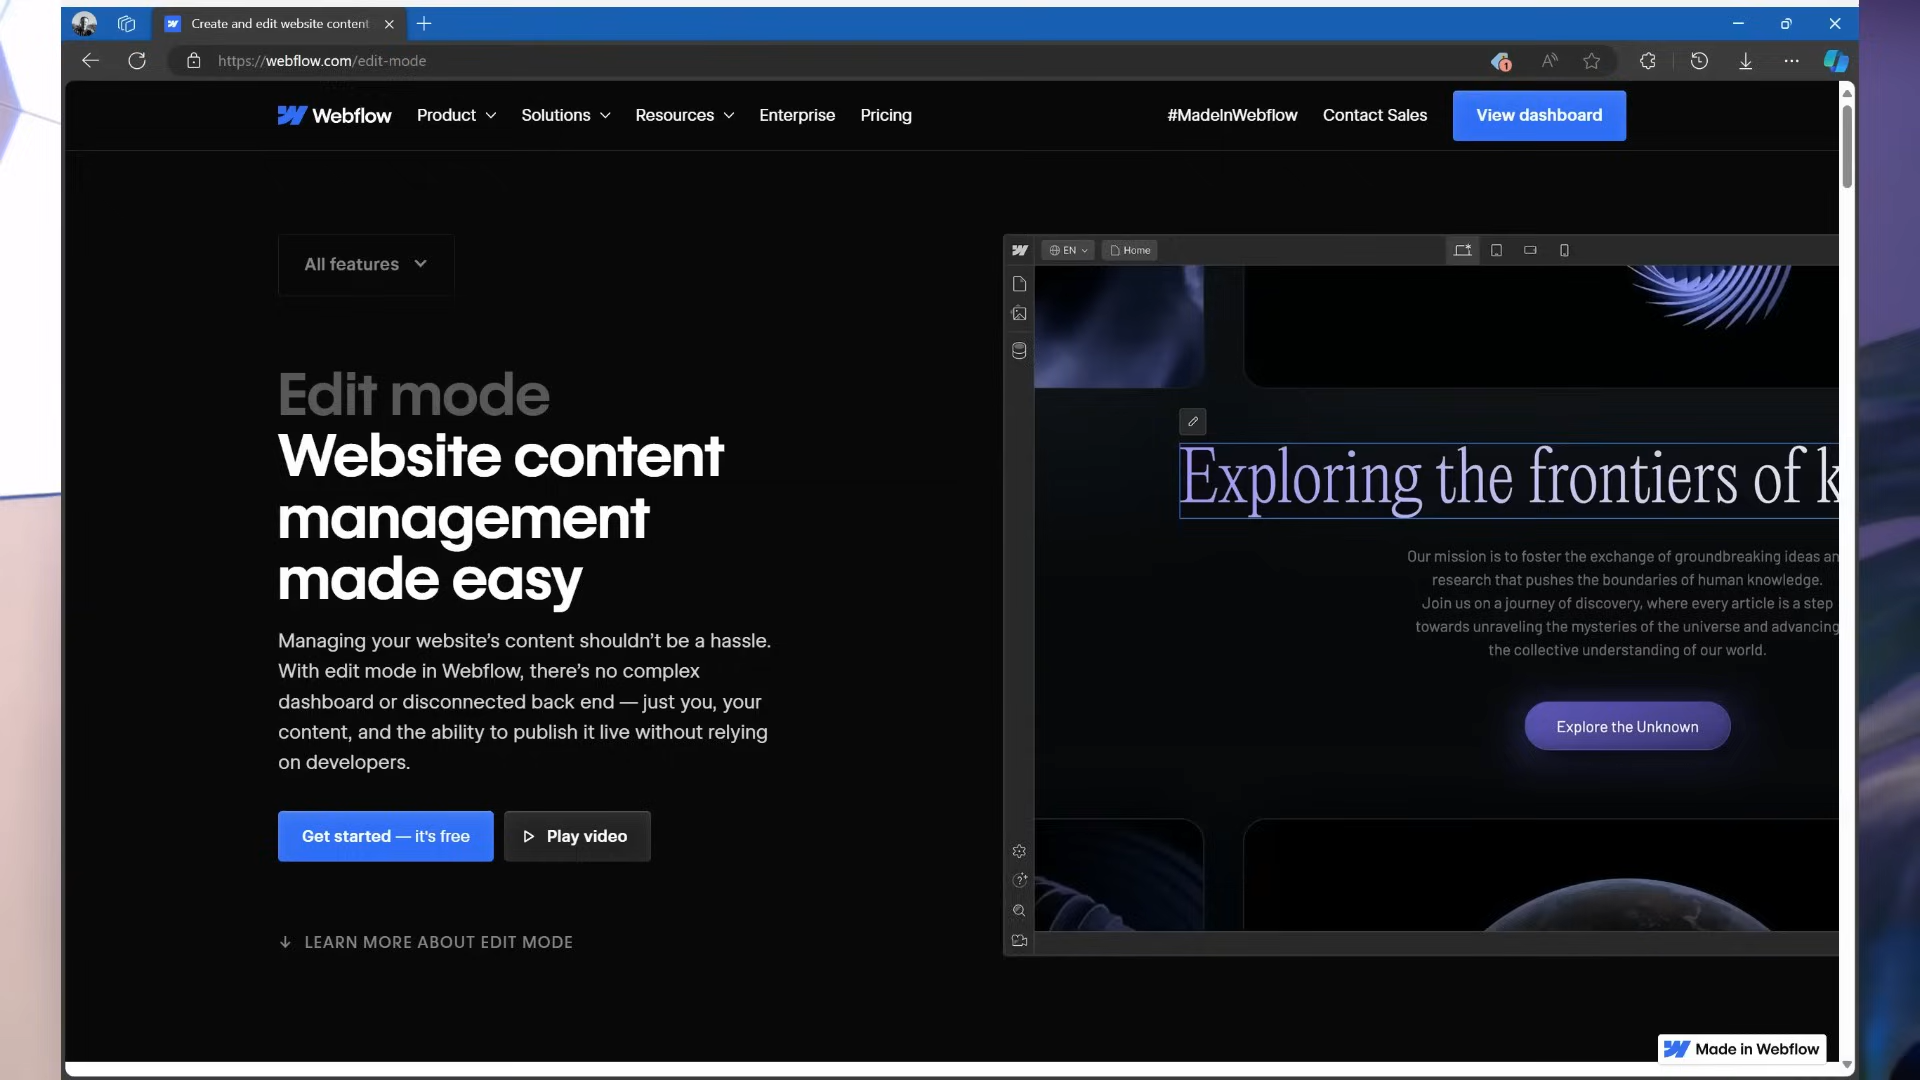 Create and edit website content
https://webflow.com/edit-mode
1
Webflow
Product
Solutions
Resources
Enterprise
Pricing
#MadeInWebflow
Contact Sales
View dashboard
All features
Edit mode
Website content
management
made easy
Managing your website’s content shouldn’t be a hassle.
With edit mode in Webflow, there’s no complex
dashboard or disconnected back end — just you, your
content, and the ability to publish it live without relying
on developers.
Get started — it's free
Play video
LEARN MORE ABOUT EDIT MODE
EN
Home
Exploring the frontiers of k
Our mission is to foster the exchange of groundbreaking ideas an
research that pushes the boundaries of human knowledge.
Join us on a journey of discovery, where every article is a step
towards unraveling the mysteries of the universe and advancing
the collective understanding of our world.
Explore the Unknown
Made in Webflow